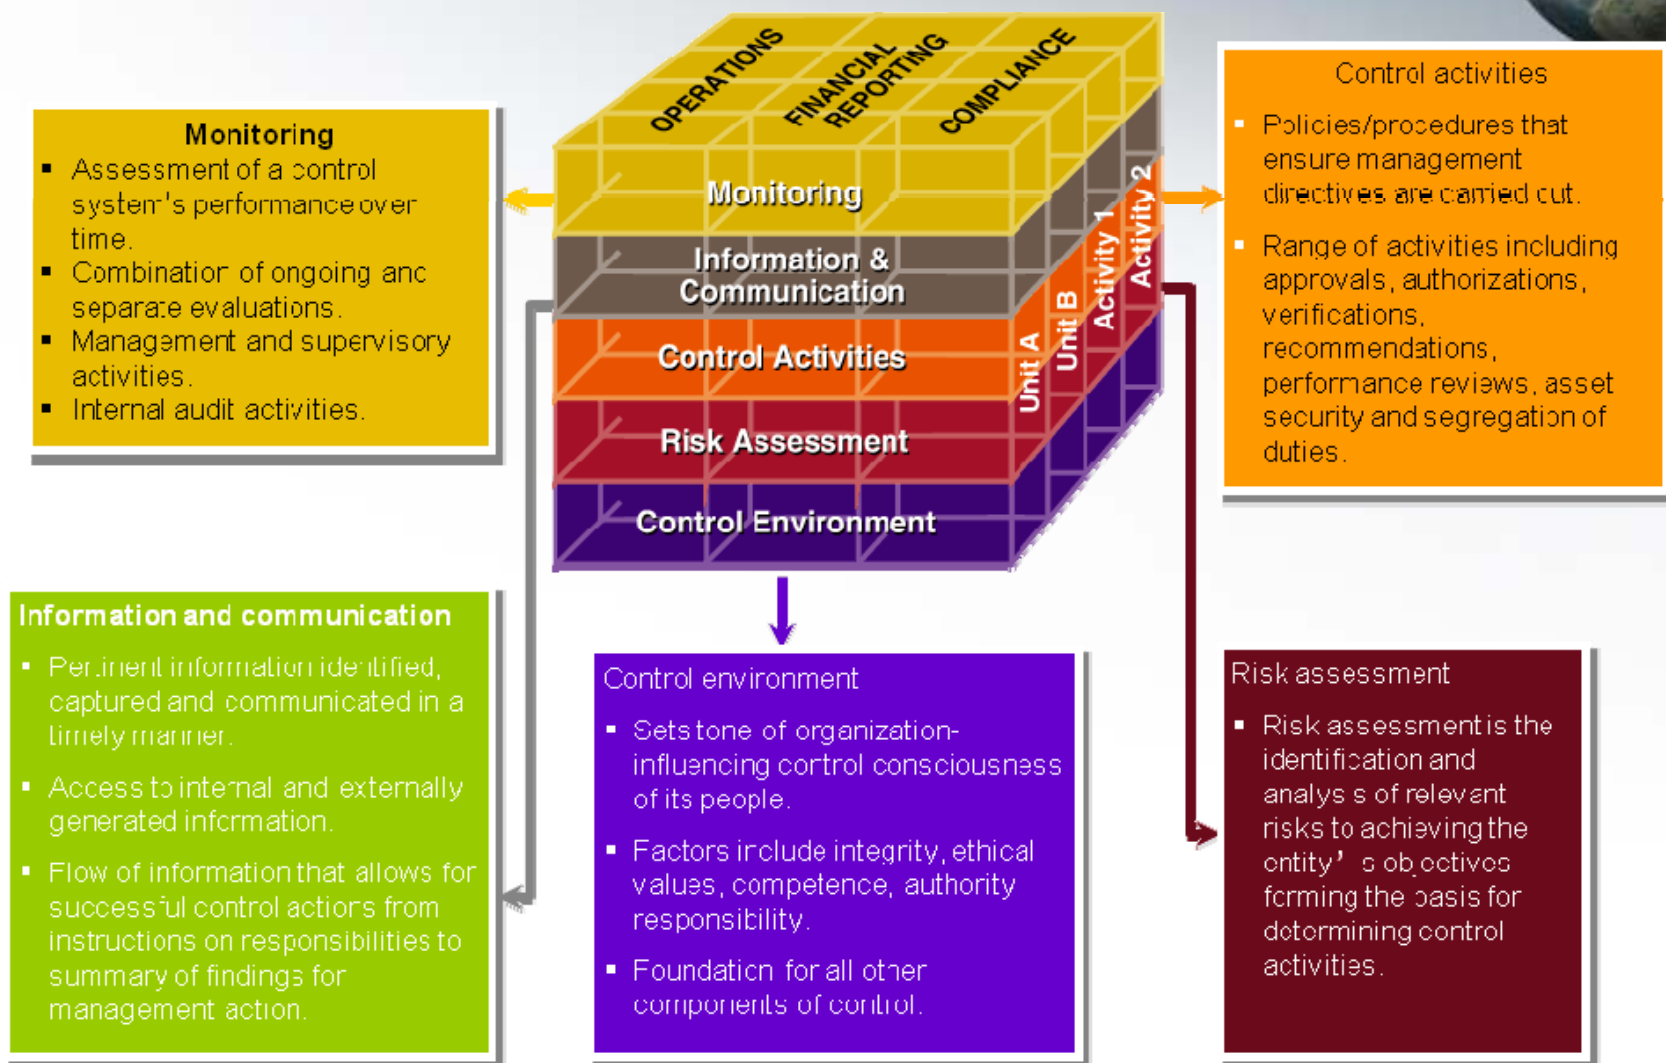 OPERATIONS
FINANCIAL
REPORTING
COMPLIANCE
Monitoring
Information &
Communication
Control Activities
Risk Assessment
Control Environment
Unit A
Unit B
Activity 1
Activity 2
Monitoring
▪ Assessment of a control
system's performance over
time.
▪ Combination of ongoing and
separate evaluations.
▪ Management and supervisory
activities.
▪ Internal audit activities.
Control activities
▪ Policies/procedures that
ensure management
directives are carried out.
▪ Range of activities including
approvals, authorizations,
verifications,
recommendations,
performance reviews, asset
security and segregation of
duties.
Information and communication
▪ Pertinent information identified,
captured and communicated in a
timely manner.
▪ Access to internal and externally
generated information.
▪ Flow of information that allows for
successful control actions from
instructions on responsibilities to
summary of findings for
management action.
Control environment
▪ Sets tone of organization-
influencing control consciousness
of its people.
▪ Factors include integrity, ethical
values, competence, authority
responsibility.
▪ Foundation for all other
components of control.
Risk assessment
▪ Risk assessment is the
identification and
analysis of relevant
risks to achieving the
entity’ s objectives
forming the basis for
determining control
activities.